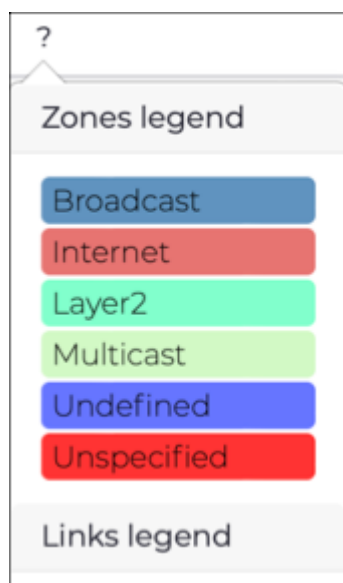 ?
Zones legend
Broadcast
Internet
Layer2
Multicast
Undefined
Unspecified
Links legend